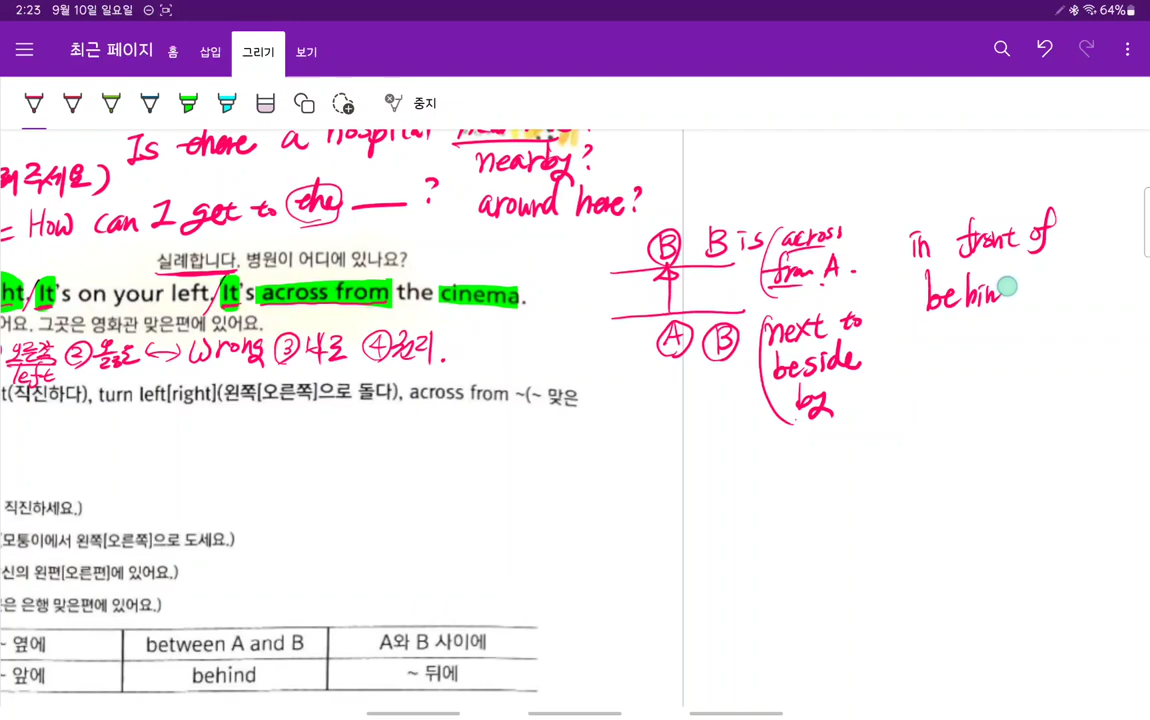 2:23 9월 10일 일요일 64%
최근 페이지 홈 삽입 그리기 보기
중지
Is there a hospital
nearby?
려주세요)
= How can I get to the ___ ?
around here?
실례합니다. 병원이 어디에 있나요?
ht, It's on your left, It's across from the cinema.
어요. 그곳은 영화관 맞은편에 있어요.
오른쪽 ② 옳은 ↔ wrong ③ 바로 ④ 권리.
left
t(직진하다), turn left[right](왼쪽[오른쪽]으로 돌다), across from ~(~ 맞은
B B is across
from A.
A B
next to
beside
by
in front of
behin
직진하세요.)
모퉁이에서 왼쪽[오른쪽]으로 도세요.)
신의 왼편[오른편]에 있어요.)
은 은행 맞은편에 있어요.)
~ 옆에 between A and B A와 B 사이에
~ 앞에 behind ~ 뒤에